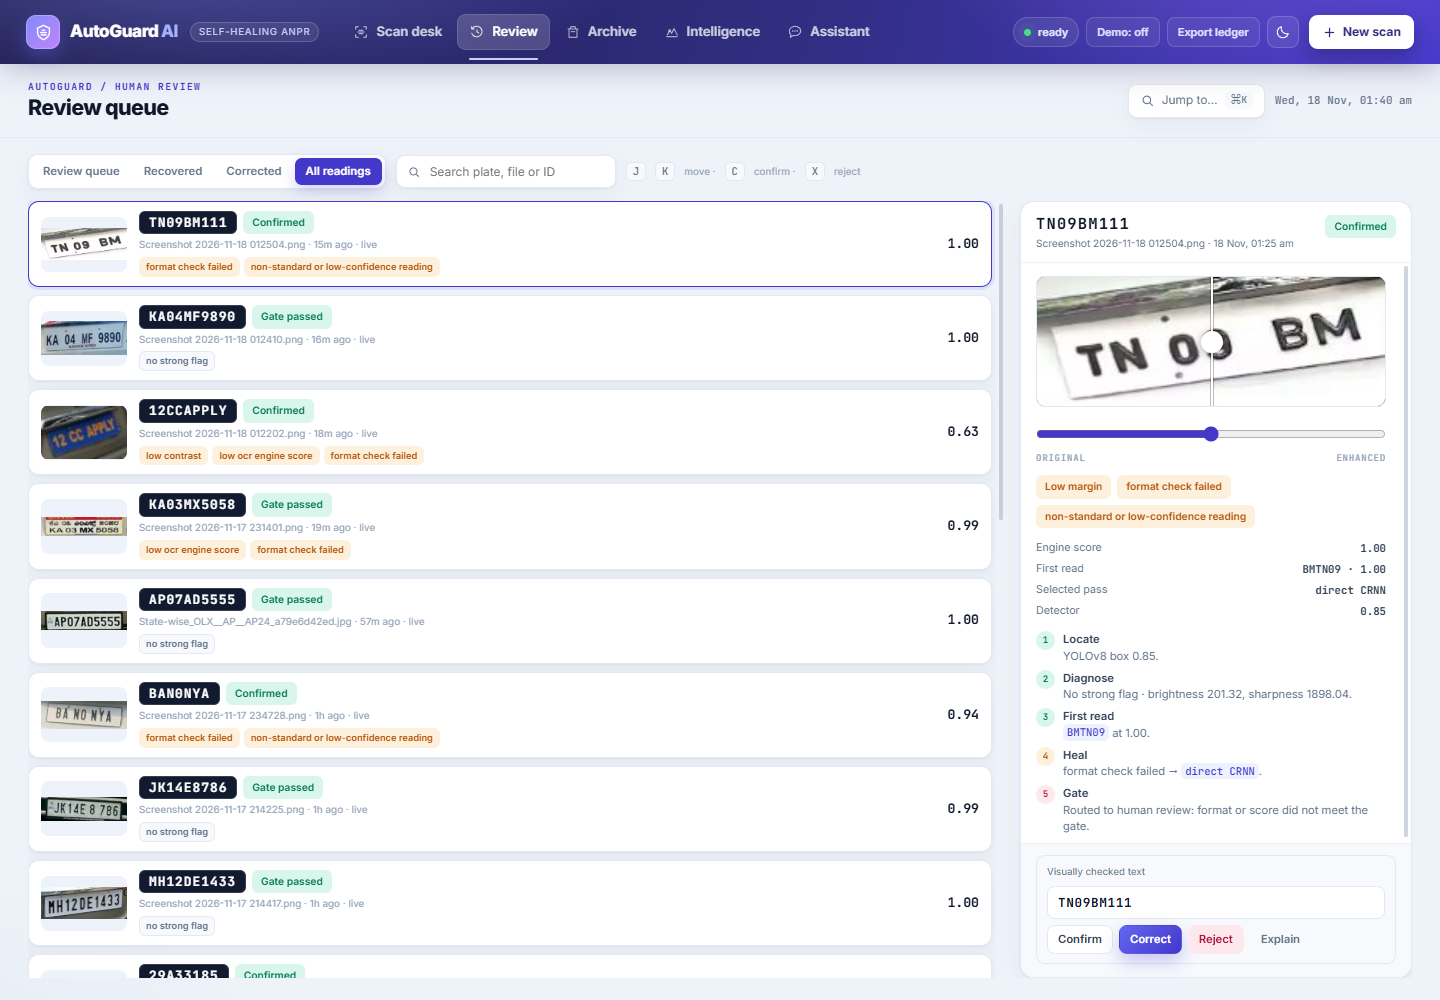 AutoGuard AI SELF-HEALING ANPR Scan desk Review Archive Intelligence Assistant ready Demo: off Export ledger + New scan
AUTOGUARD / HUMAN REVIEW
Review queue
Jump to... ⌘K Wed, 18 Nov, 01:40 am
Review queue Recovered Corrected All readings Search plate, file or ID J K move · C confirm · X reject
TN 09 BM
TN09BM111 Confirmed
Screenshot 2026-11-18 012504.png · 15m ago · live
format check failed non-standard or low-confidence reading
1.00
KA 04 MF 9890
KA04MF9890 Gate passed
Screenshot 2026-11-18 012410.png · 16m ago · live
no strong flag
1.00
12 CC APPLY
12CCAPPLY Confirmed
Screenshot 2026-11-18 012202.png · 18m ago · live
low contrast low ocr engine score format check failed
0.63
KA 03 MX 5058
KA03MX5058 Gate passed
Screenshot 2026-11-17 231401.png · 19m ago · live
low ocr engine score format check failed
0.99
AP07AD5555
AP07AD5555 Gate passed
State-wise_OLX__AP__AP24_a79e6d42ed.jpg · 57m ago · live
no strong flag
1.00
BA NO NYA
BAN0NYA Confirmed
Screenshot 2026-11-17 234728.png · 1h ago · live
format check failed non-standard or low-confidence reading
0.94
JK14E 8 786
JK14E8786 Gate passed
Screenshot 2026-11-17 214225.png · 1h ago · live
no strong flag
0.99
MH12DE1433
MH12DE1433 Gate passed
Screenshot 2026-11-17 214417.png · 1h ago · live
no strong flag
1.00
29A33185 Confirmed
TN09BM111
Screenshot 2026-11-18 012504.png · 18 Nov, 01:25 am
Confirmed
TN 09 BM
ORIGINAL ENHANCED
Low margin format check failed
non-standard or low-confidence reading
Engine score 1.00
First read BMTN09 · 1.00
Selected pass direct CRNN
Detector 0.85
1 Locate
YOLOv8 box 0.85.
2 Diagnose
No strong flag · brightness 201.32, sharpness 1898.04.
3 First read
BMTN09 at 1.00.
4 Heal
format check failed → direct CRNN.
5 Gate
Routed to human review: format or score did not meet the
gate.
Visually checked text
TN09BM111
Confirm Correct Reject Explain